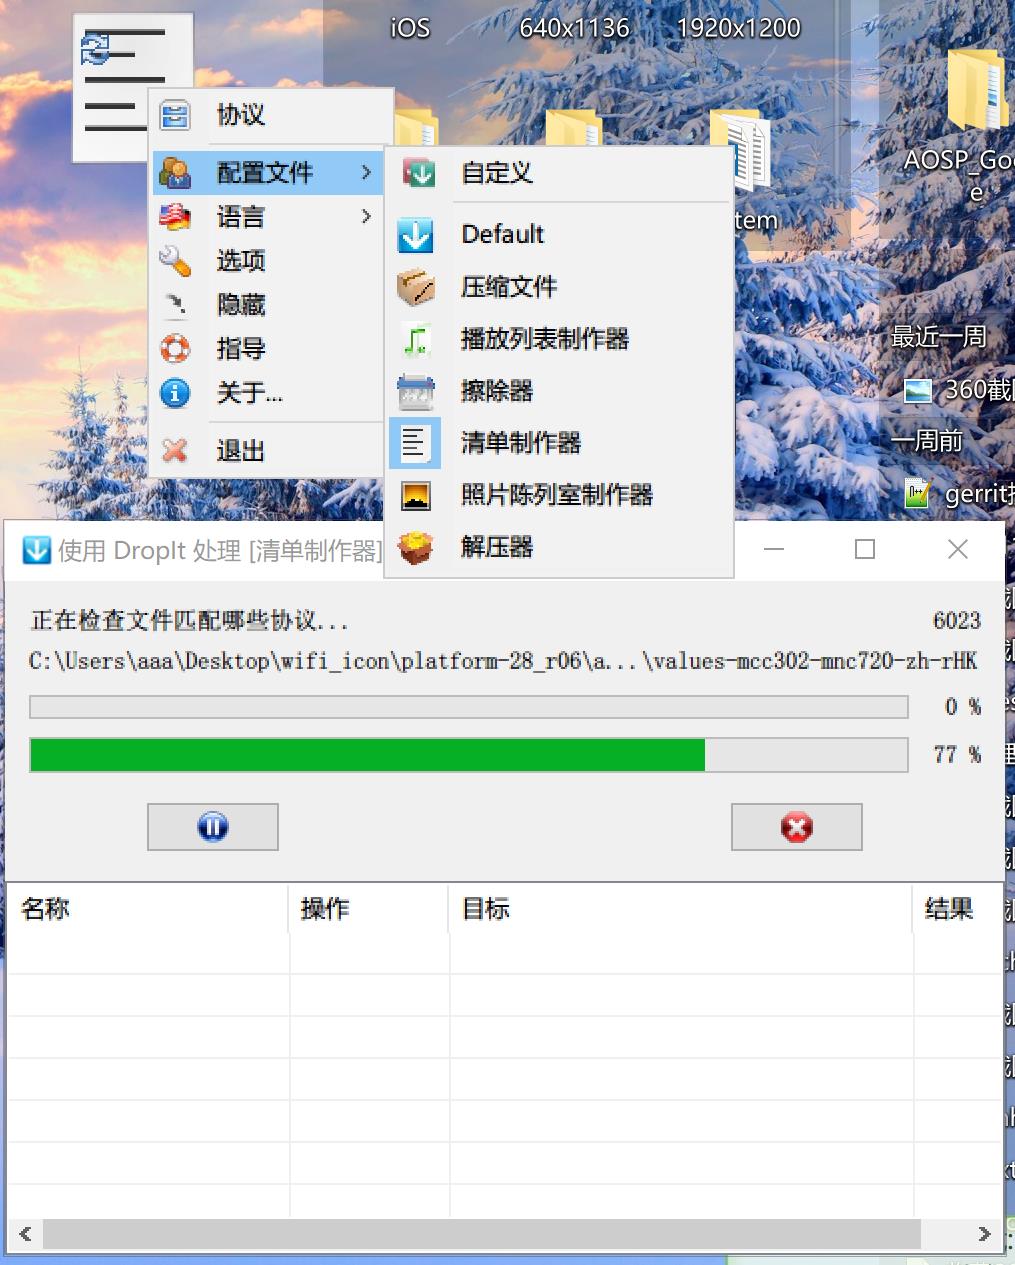 iOS
640x1136
1920x1200
协议
配置文件
语言
选项
隐藏
指导
关于...
退出
自定义
Default
压缩文件
播放列表制作器
擦除器
清单制作器
照片陈列室制作器
解压器
tem
AOSP_Goo
e
最近一周
360截
一周前
gerrit
使用 DropIt 处理 [清单制作器]
正在检查文件匹配哪些协议...
6023
C:\Users\aaa\Desktop\wifi_icon\platform-28_r06\a...\values-mcc302-mnc720-zh-rHK
0 %
77 %
名称
操作
目标
结果